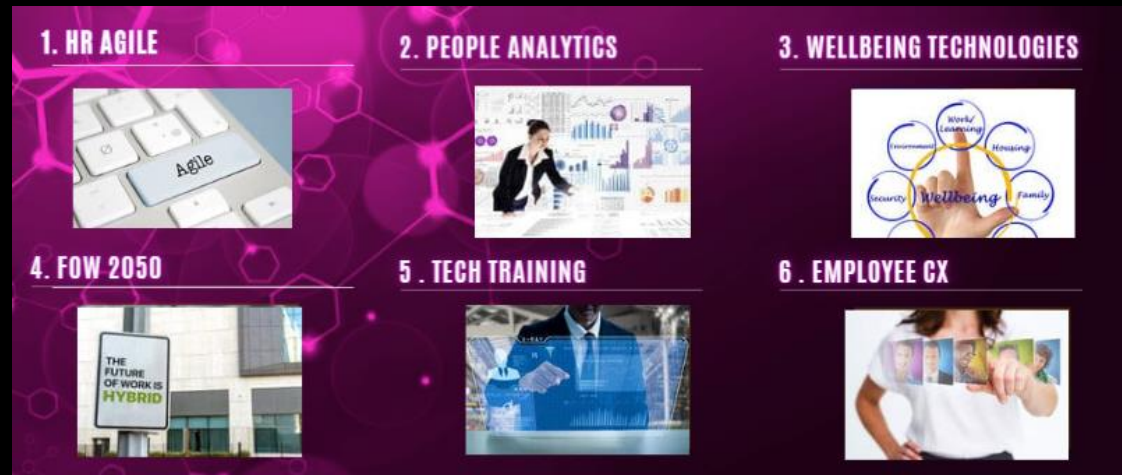 1. HR AGILE
2. PEOPLE ANALYTICS
3. WELLBEING TECHNOLOGIES
Agile
Work/
Learning
Environment
Housing
Security
Wellbeing
Family
4. FOW 2050
5 . TECH TRAINING
6 . EMPLOYEE CX
THE
FUTURE
OF WORK IS
HYBRID